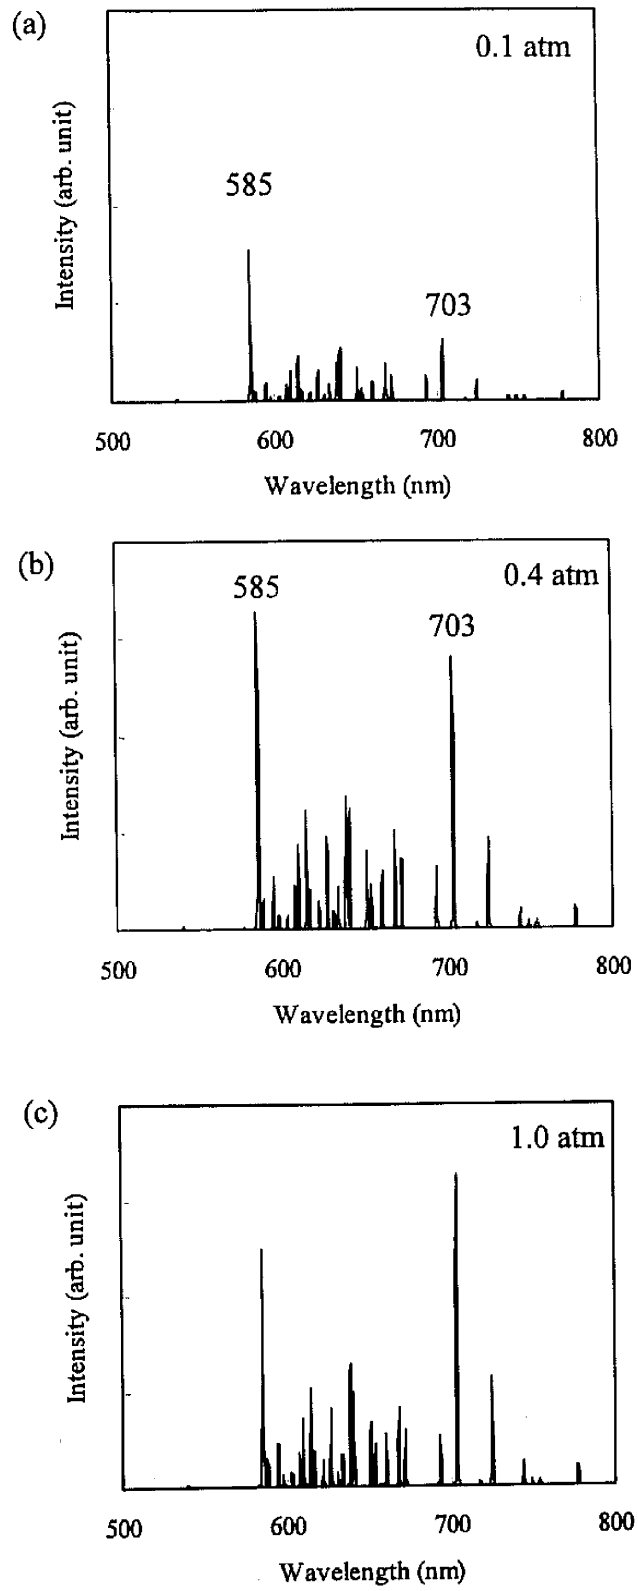 (a)
0.1 atm
585
703
Intensity (arb. unit)
500 600 700 800
Wavelength (nm)
(b)
0.4 atm
585
703
Intensity (arb. unit)
500 600 700 800
Wavelength (nm)
(c)
1.0 atm
Intensity (arb. unit)
500 600 700 800
Wavelength (nm)